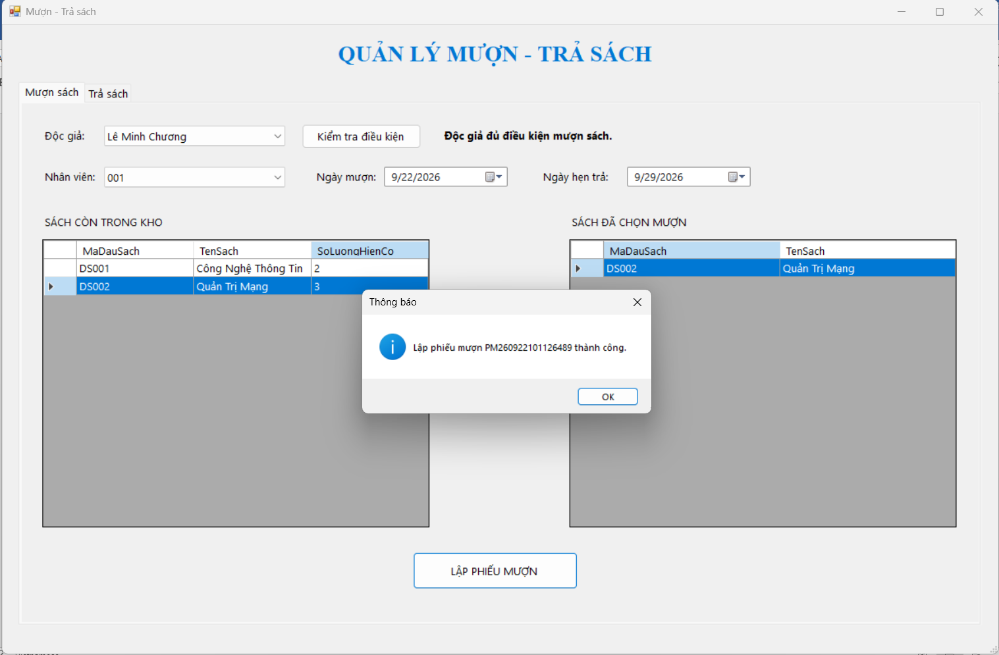 Mượn - Trả sách
QUẢN LÝ MƯỢN - TRẢ SÁCH
Mượn sách Trả sách
Độc giả: Lê Minh Chương Kiểm tra điều kiện Độc giả đủ điều kiện mượn sách.
Nhân viên: 001 Ngày mượn: 9/22/2026 Ngày hẹn trả: 9/29/2026
SÁCH CÒN TRONG KHO
MaDauSach TenSach SoLuongHienCo
DS001 Công Nghệ Thông Tin 2
DS002 Quản Trị Mạng 3
SÁCH ĐÃ CHỌN MƯỢN
MaDauSach TenSach
DS002 Quản Trị Mạng
Thông báo
Lập phiếu mượn PM260922101126489 thành công.
OK
LẬP PHIẾU MƯỢN